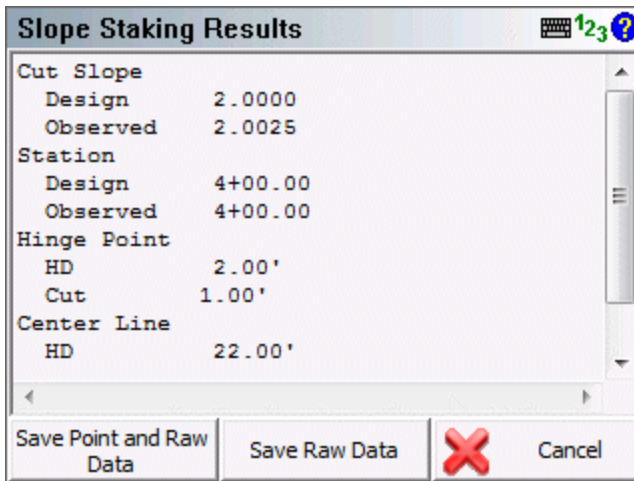 Slope Staking Results 123 ?
Cut Slope
Design 2.0000
Observed 2.0025
Station
Design 4+00.00
Observed 4+00.00
Hinge Point
HD 2.00'
Cut 1.00'
Center Line
HD 22.00'
Save Point and Raw
Data
Save Raw Data
Cancel